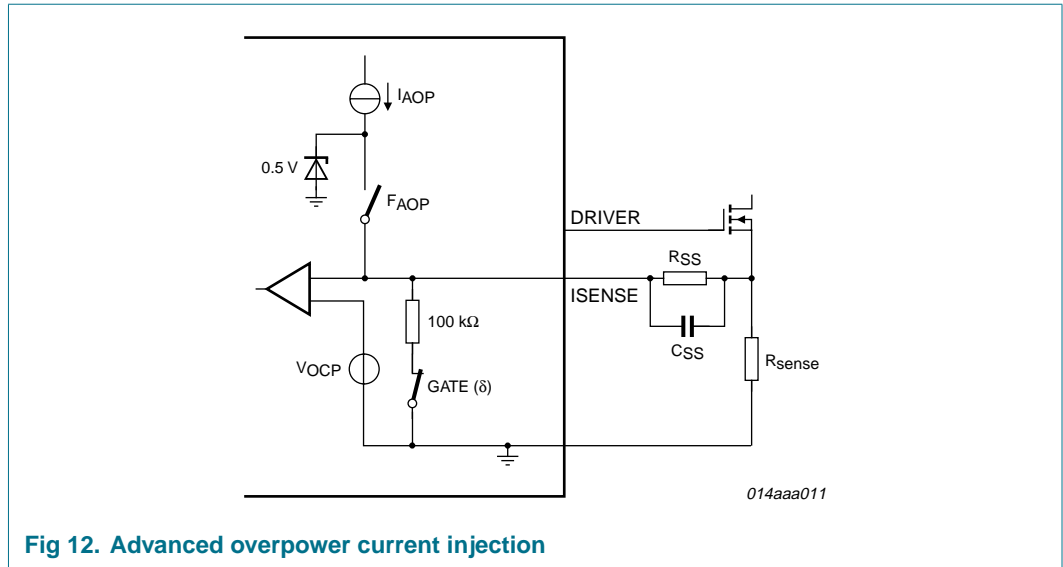 IAOP
0.5 V
FAOP
DRIVER
RSS
ISENSE
100 kΩ
CSS
Rsense
VOCP
GATE (δ)
014aaa011
Fig 12. Advanced overpower current injection